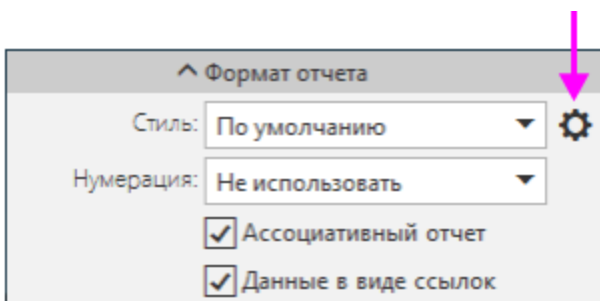 Формат отчета
Стиль: По умолчанию
Нумерация: Не использовать
Ассоциативный отчет
Данные в виде ссылок